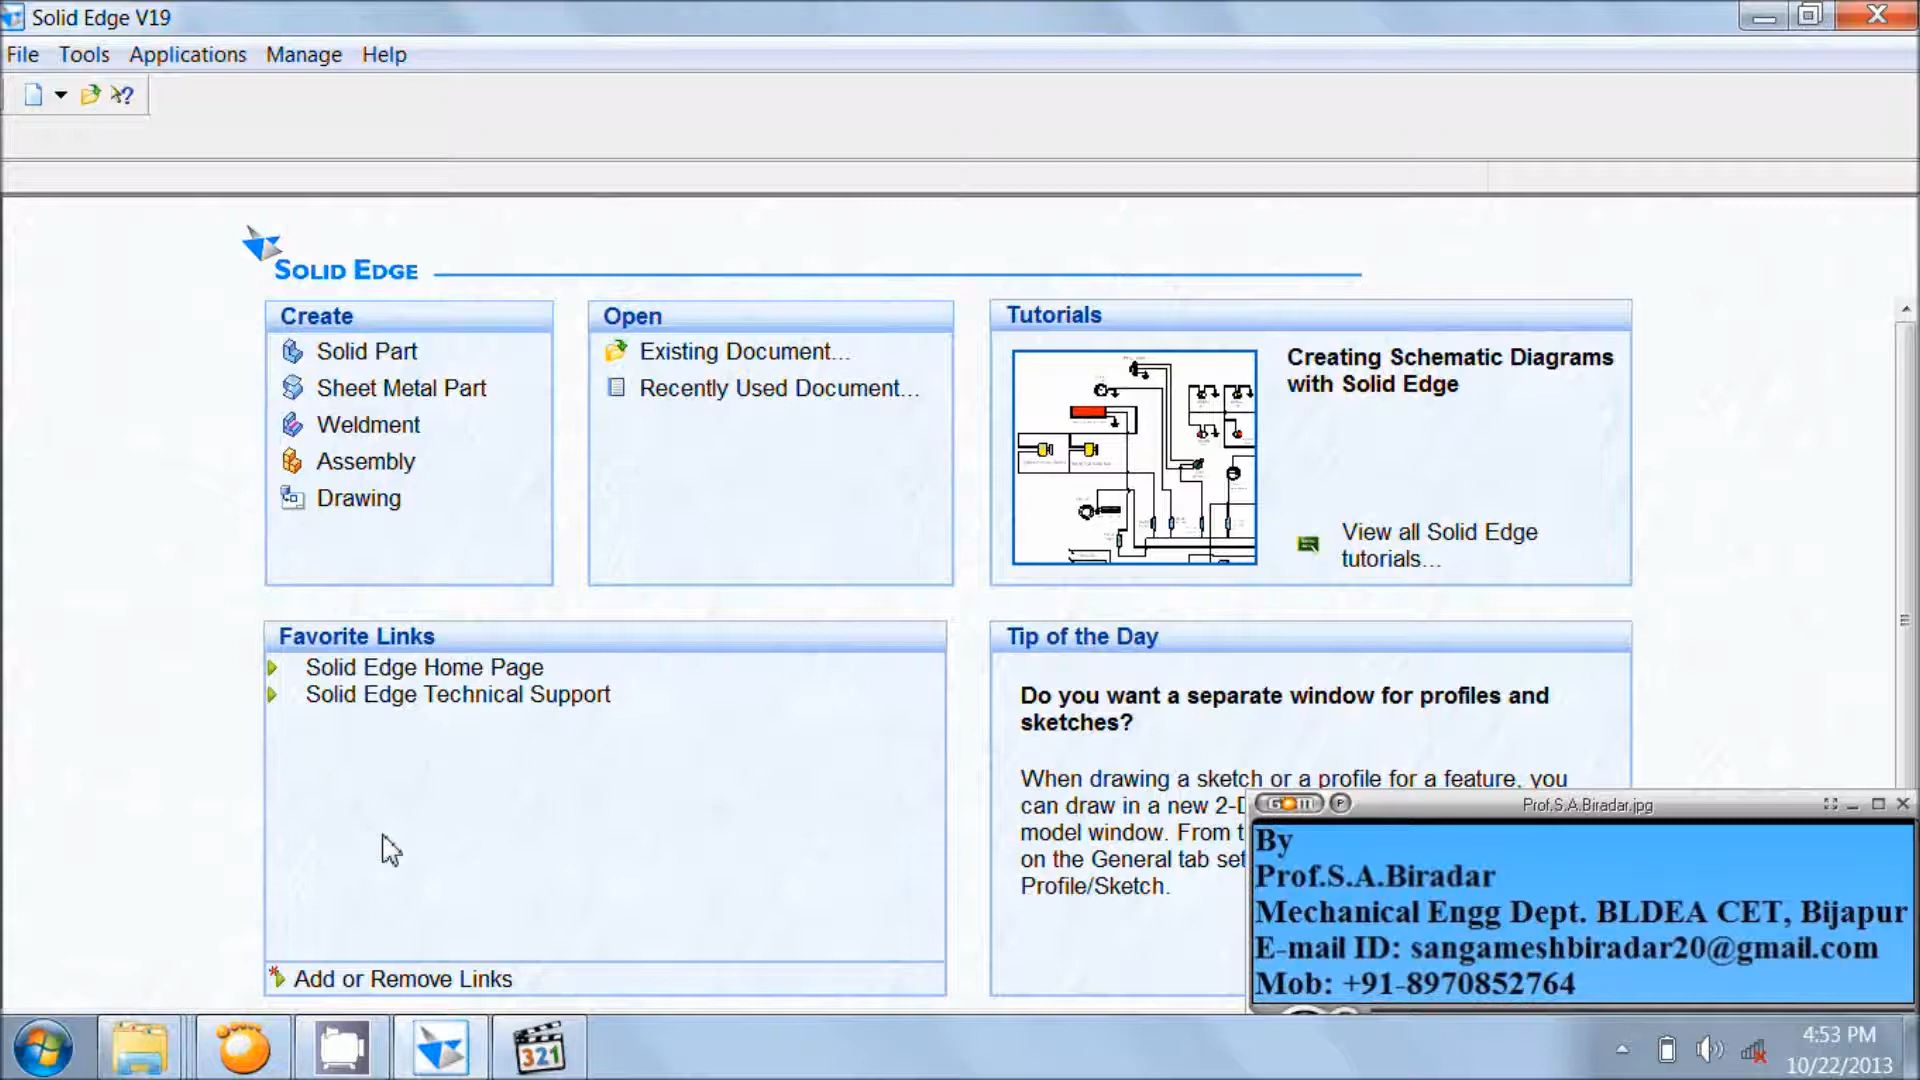 Solid Edge V19
File Tools Applications Manage Help
SOLID EDGE
Create
Solid Part
Sheet Metal Part
Weldment
Assembly
Drawing
Open
Existing Document...
Recently Used Document...
Tutorials
Creating Schematic Diagrams
with Solid Edge
View all Solid Edge
tutorials...
Favorite Links
Solid Edge Home Page
Solid Edge Technical Support
Add or Remove Links
Tip of the Day
Do you want a separate window for profiles and
sketches?
When drawing a sketch or a profile for a feature, you
can draw in a new 2-D
model window. From t
on the General tab set
Profile/Sketch.
GOM P Prof.S.A.Biradar.jpg
By
Prof.S.A.Biradar
Mechanical Engg Dept. BLDEA CET, Bijapur
E-mail ID: sangameshbiradar20@gmail.com
Mob: +91-8970852764
321
4:53 PM
10/22/2013